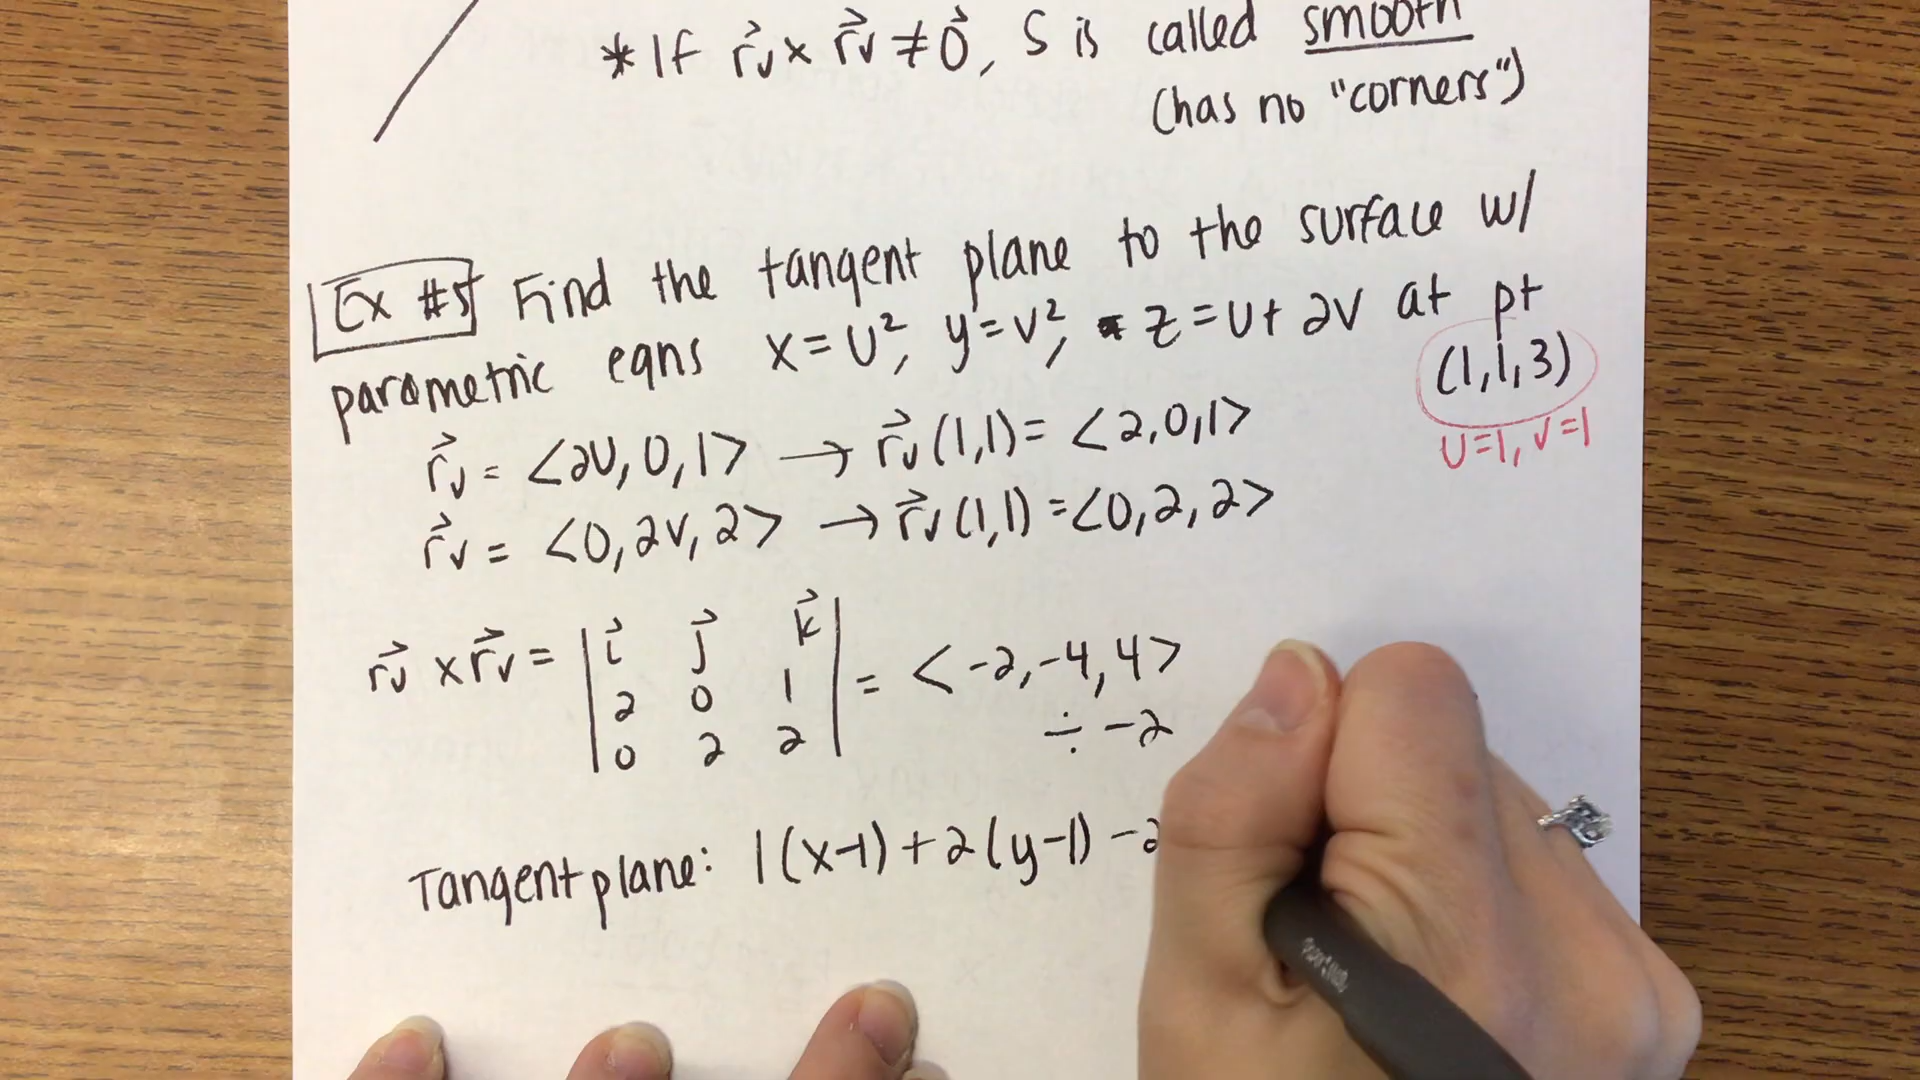 *If r⃗u x r⃗v ≠ 0⃗, S is called smooth
(has no "corners")
Ex #5 Find the tangent plane to the surface w/
parametric eqns x=u², y=v², z=u+2v at pt
(1,1,3)
u=1, v=1
r⃗u = <2u, 0, 1> → r⃗u (1,1) = <2,0,1>
r⃗v = <0, 2v, 2> → r⃗v (1,1) = <0, 2, 2>
r⃗u x r⃗v = | i⃗ j⃗ k⃗ | = < -2, -4, 4>
2 0 1
0 2 2
÷ -2
Tangent plane: 1(x-1) + 2(y-1) -2